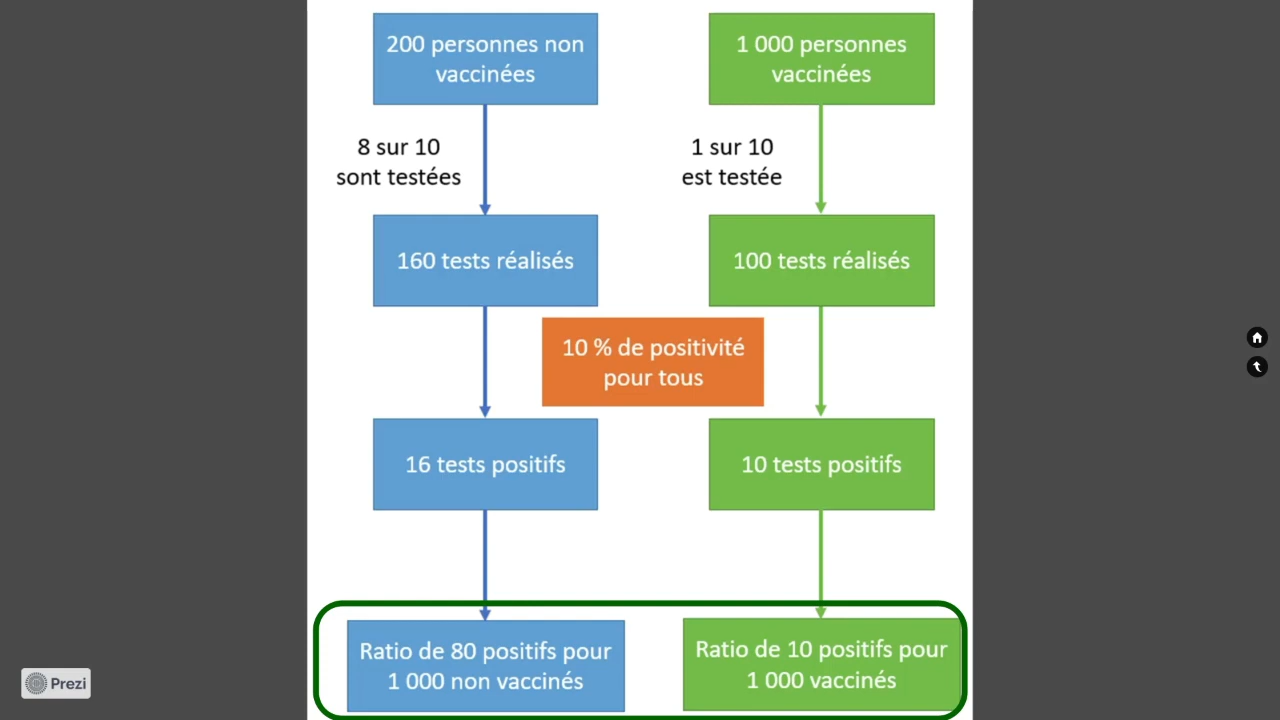 200 personnes non
vaccinées
1 000 personnes
vaccinées
8 sur 10
sont testées
1 sur 10
est testée
160 tests réalisés
100 tests réalisés
10 % de positivité
pour tous
16 tests positifs
10 tests positifs
Ratio de 80 positifs pour
1 000 non vaccinés
Ratio de 10 positifs pour
1 000 vaccinés
Prezi